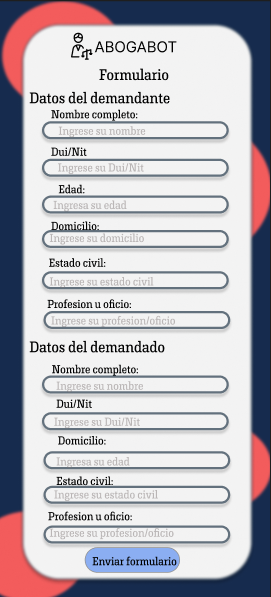 ABOGABOT
Formulario
Datos del demandante
Nombre completo:
Ingrese su nombre
Dui/Nit
Ingrese su Dui/Nit
Edad:
Ingresa su edad
Domicilio:
Ingrese su domicilio
Estado civil:
Ingrese su estado civil
Profesion u oficio:
Ingrese su profesion/oficio
Datos del demandado
Nombre completo:
Ingrese su nombre
Dui/Nit
Ingrese su Dui/Nit
Domicilio:
Ingresa su edad
Estado civil:
Ingrese su estado civil
Profesion u oficio:
Ingrese su profesion/oficio
Enviar formulario